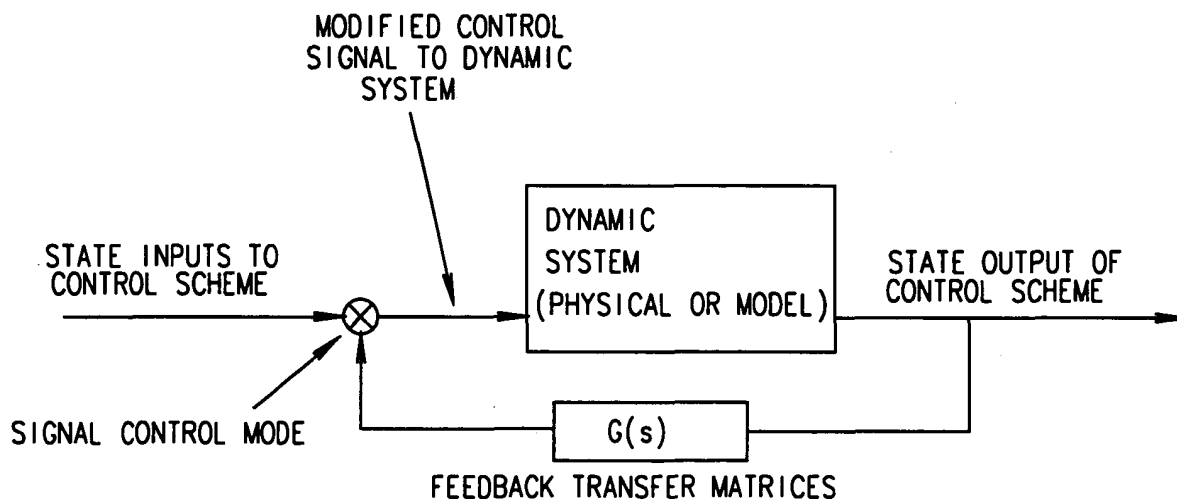 MODIFIED CONTROL
SIGNAL TO DYNAMIC
SYSTEM
DYNAMIC
SYSTEM
(PHYSICAL OR MODEL)
STATE INPUTS TO
CONTROL SCHEME
STATE OUTPUT OF
CONTROL SCHEME
SIGNAL CONTROL MODE
G(s)
FEEDBACK TRANSFER MATRICES